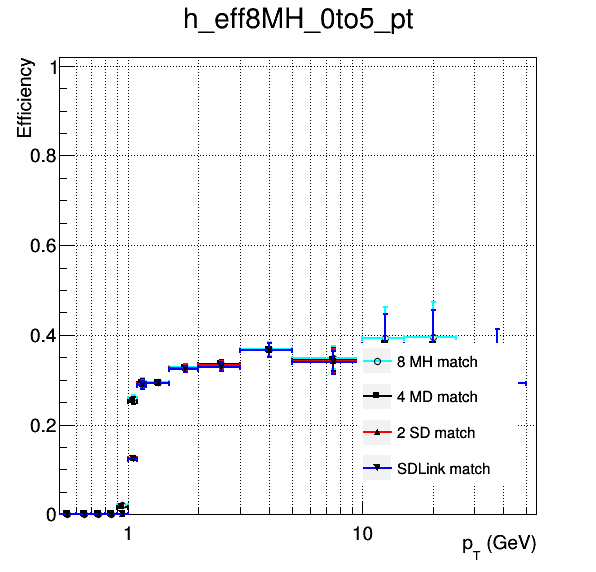 h_eff8MH_0to5_pt
Efficiency
1
0.8
0.6
0.4
0.2
0
8 MH match
4 MD match
2 SD match
SDLink match
1
10
p_T (GeV)